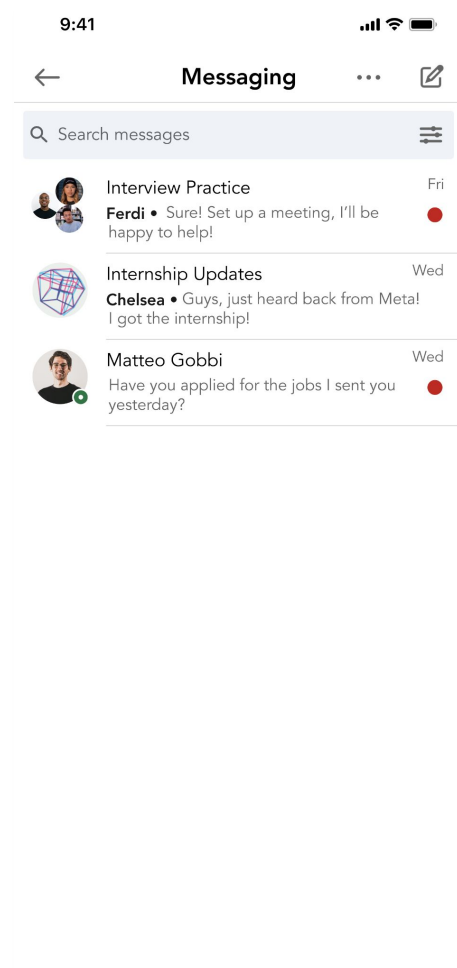 9:41
Messaging
Search messages
Interview Practice Fri
Ferdi • Sure! Set up a meeting, I'll be
happy to help!
Internship Updates Wed
Chelsea • Guys, just heard back from Meta!
I got the internship!
Matteo Gobbi Wed
Have you applied for the jobs I sent you
yesterday?